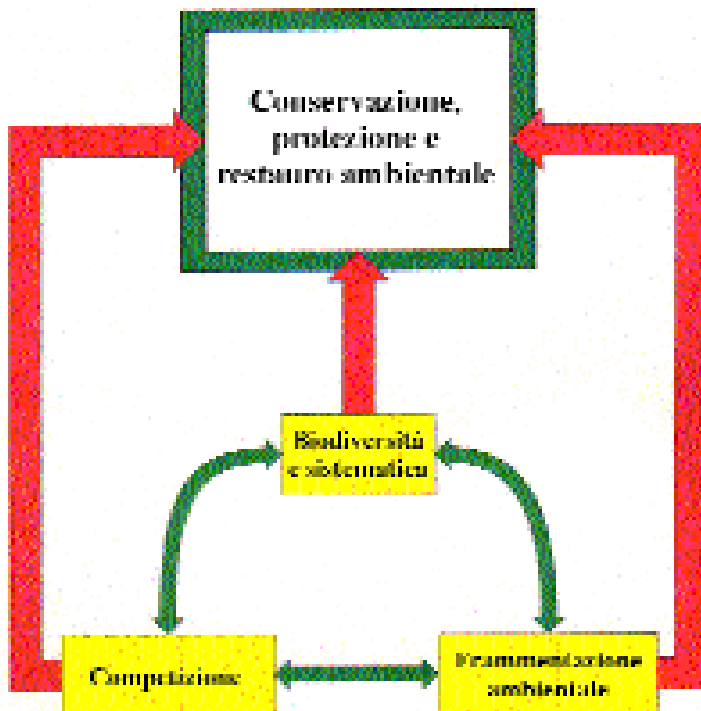 Conservazione,
protezione e
restauro ambientale
Biodiversità
e sistematica
Competizione
Frammentazione
ambientale